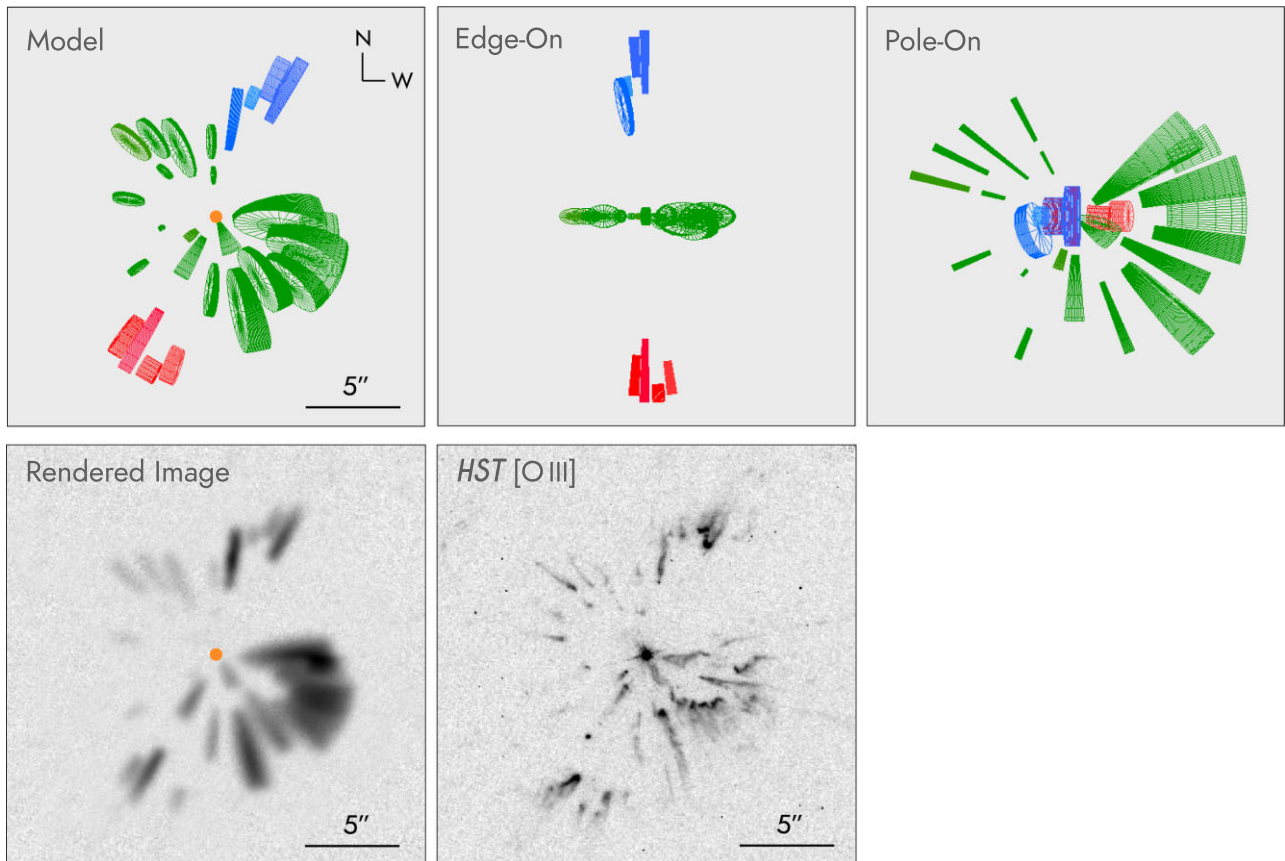 Model
N
W
5"
Edge-On
Pole-On
Rendered Image
5"
HST [O III]
5"